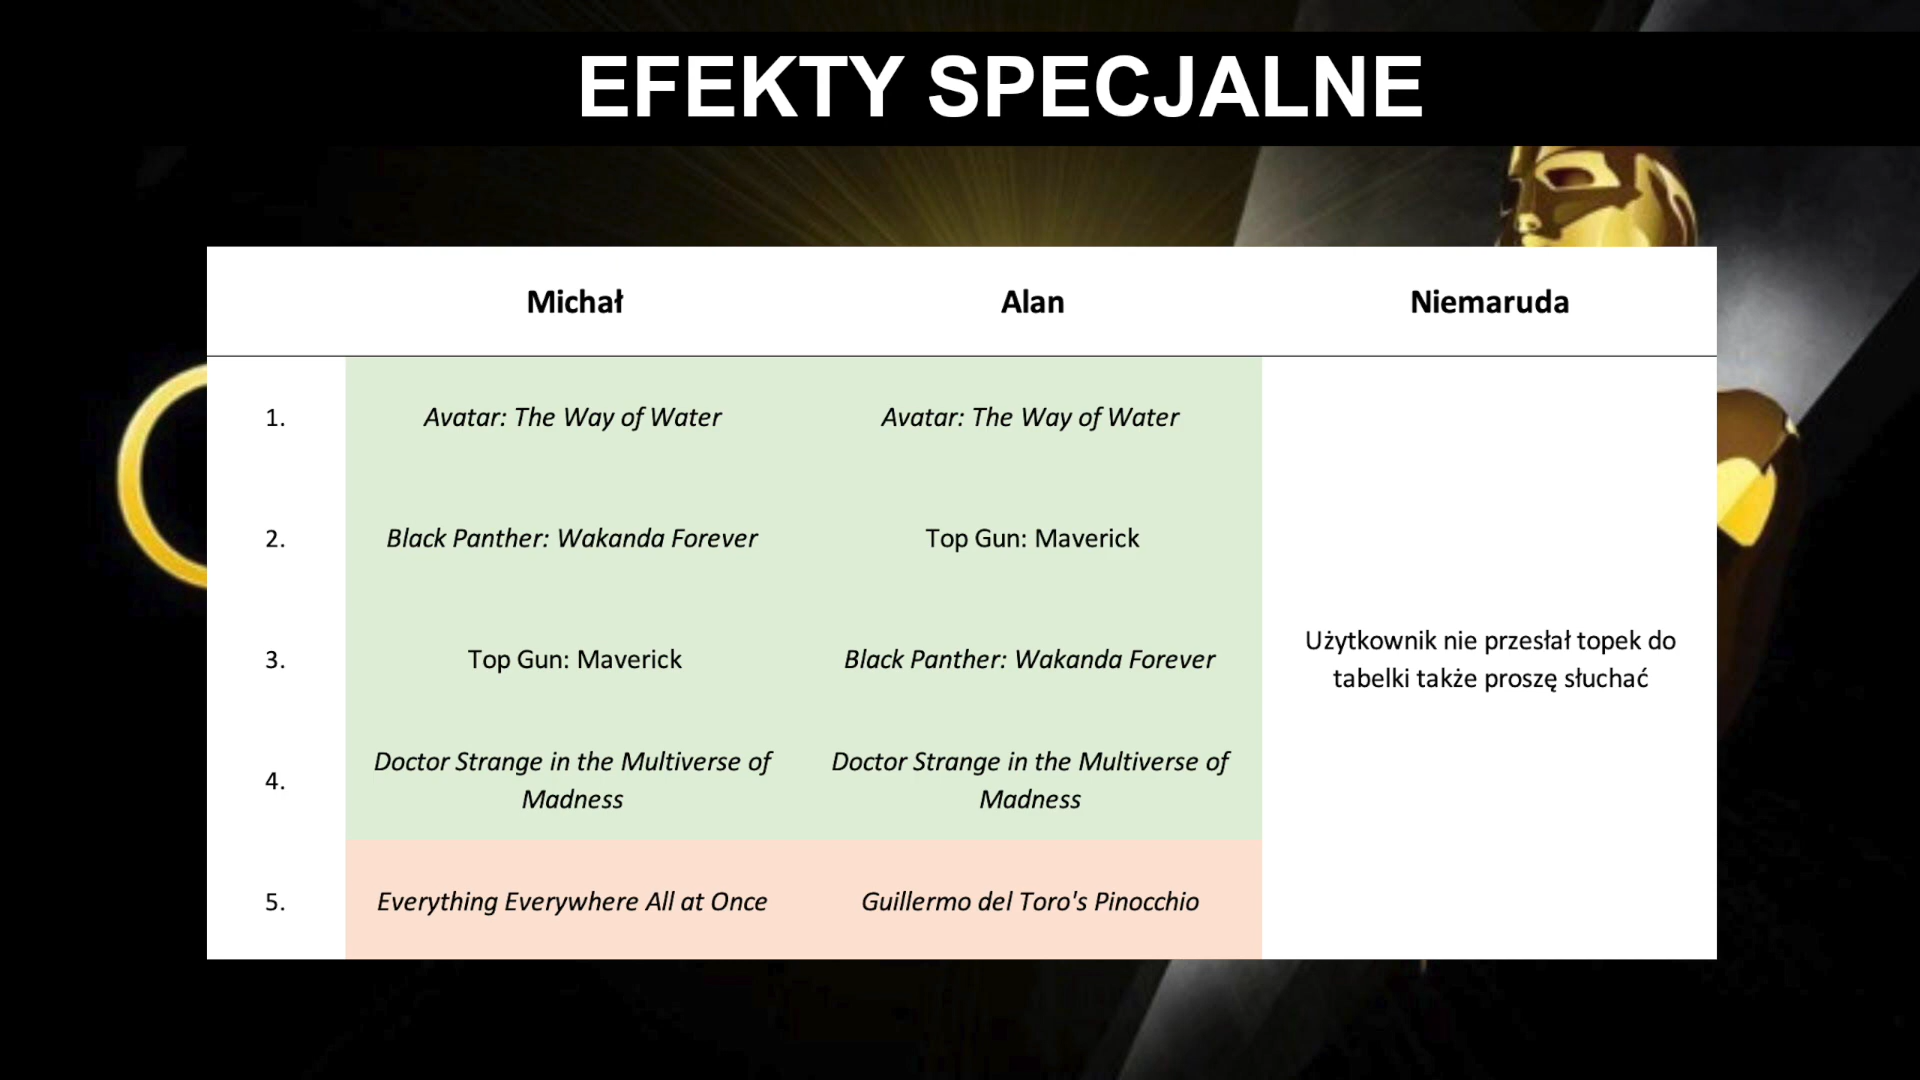 EFEKTY SPECJALNE
Michał Alan Niemaruda
1. Avatar: The Way of Water Avatar: The Way of Water
2. Black Panther: Wakanda Forever Top Gun: Maverick
3. Top Gun: Maverick Black Panther: Wakanda Forever
Użytkownik nie przesłał topek do
tabelki także proszę słuchać
4. Doctor Strange in the Multiverse of Doctor Strange in the Multiverse of
Madness Madness
5. Everything Everywhere All at Once Guillermo del Toro's Pinocchio